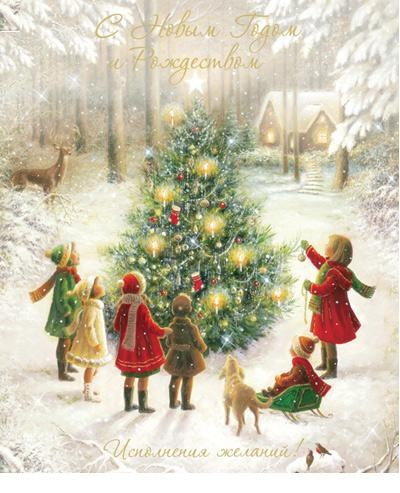 С Новым Годом
и Рождеством
Исполнения желаний!